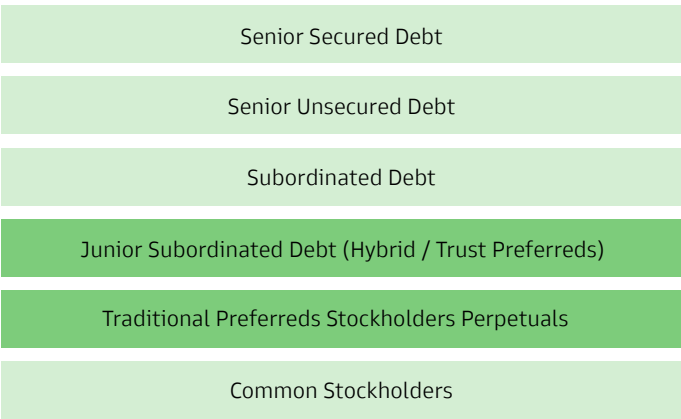 Senior Secured Debt
Senior Unsecured Debt
Subordinated Debt
Junior Subordinated Debt (Hybrid / Trust Preferreds)
Traditional Preferreds Stockholders Perpetuals
Common Stockholders